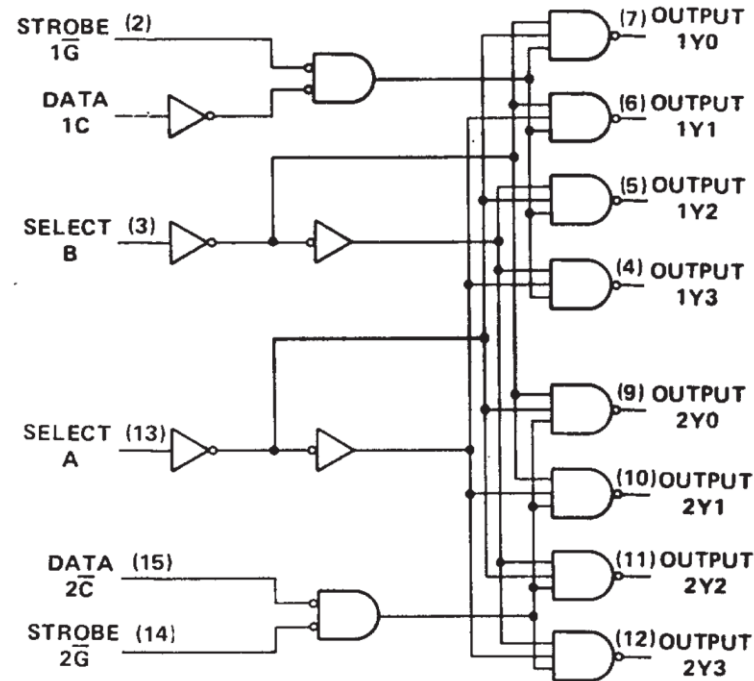 STROBE (2)
1G̅
DATA
1C
SELECT (3)
B
SELECT (13)
A
DATA (15)
2C̅
STROBE (14)
2G̅
(7) OUTPUT
1Y0
(6) OUTPUT
1Y1
(5) OUTPUT
1Y2
(4) OUTPUT
1Y3
(9) OUTPUT
2Y0
(10) OUTPUT
2Y1
(11) OUTPUT
2Y2
(12) OUTPUT
2Y3